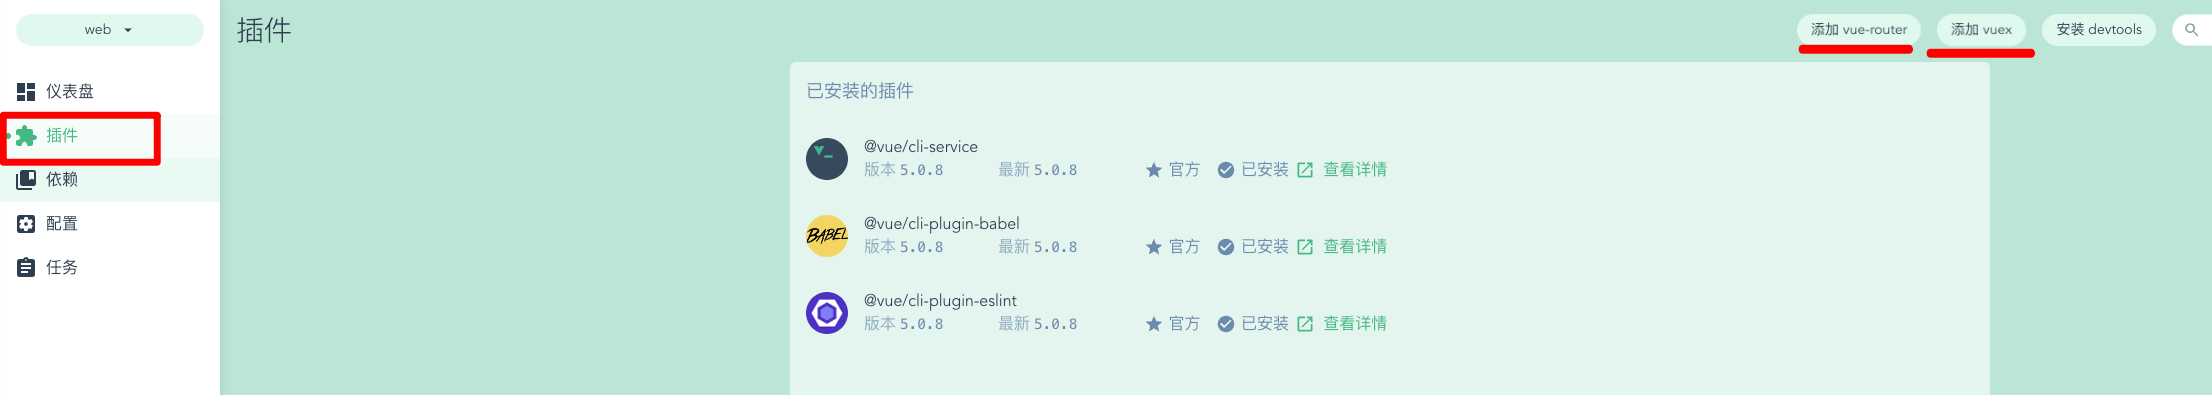 web
插件
添加 vue-router
添加 vuex
安装 devtools
仪表盘
插件
依赖
配置
任务
已安装的插件
@vue/cli-service
版本 5.0.8 最新 5.0.8 官方 已安装 查看详情
BABEL
@vue/cli-plugin-babel
版本 5.0.8 最新 5.0.8 官方 已安装 查看详情
@vue/cli-plugin-eslint
版本 5.0.8 最新 5.0.8 官方 已安装 查看详情